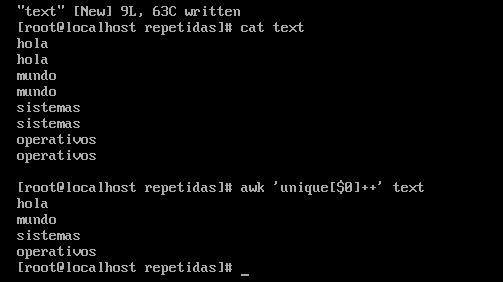 "text" [New] 9L, 63C written
[root@localhost repetidas]# cat text
hola
hola
mundo
mundo
sistemas
sistemas
operativos
operativos

[root@localhost repetidas]# awk 'unique[$0]++' text
hola
mundo
sistemas
operativos
[root@localhost repetidas]# _